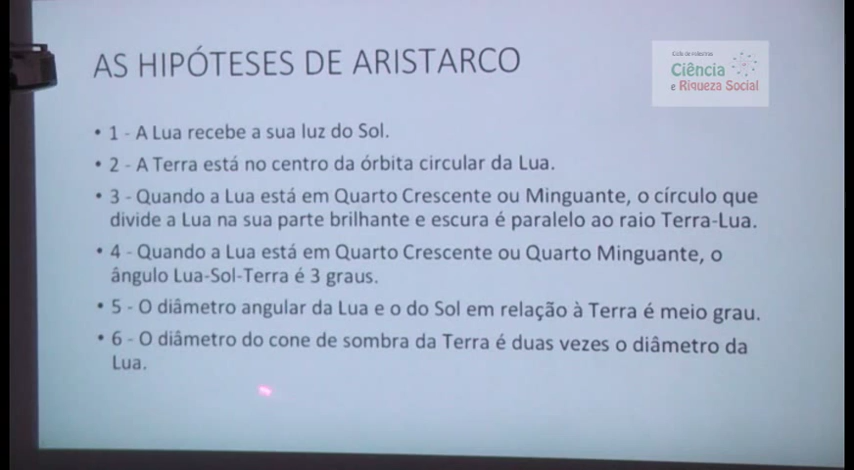 AS HIPÓTESES DE ARISTARCO
Ciclo de palestras
Ciência
e Riqueza Social
• 1 - A Lua recebe a sua luz do Sol.
• 2 - A Terra está no centro da órbita circular da Lua.
• 3 - Quando a Lua está em Quarto Crescente ou Minguante, o círculo que
divide a Lua na sua parte brilhante e escura é paralelo ao raio Terra-Lua.
• 4 - Quando a Lua está em Quarto Crescente ou Quarto Minguante, o
ângulo Lua-Sol-Terra é 3 graus.
• 5 - O diâmetro angular da Lua e o do Sol em relação à Terra é meio grau.
• 6 - O diâmetro do cone de sombra da Terra é duas vezes o diâmetro da
Lua.